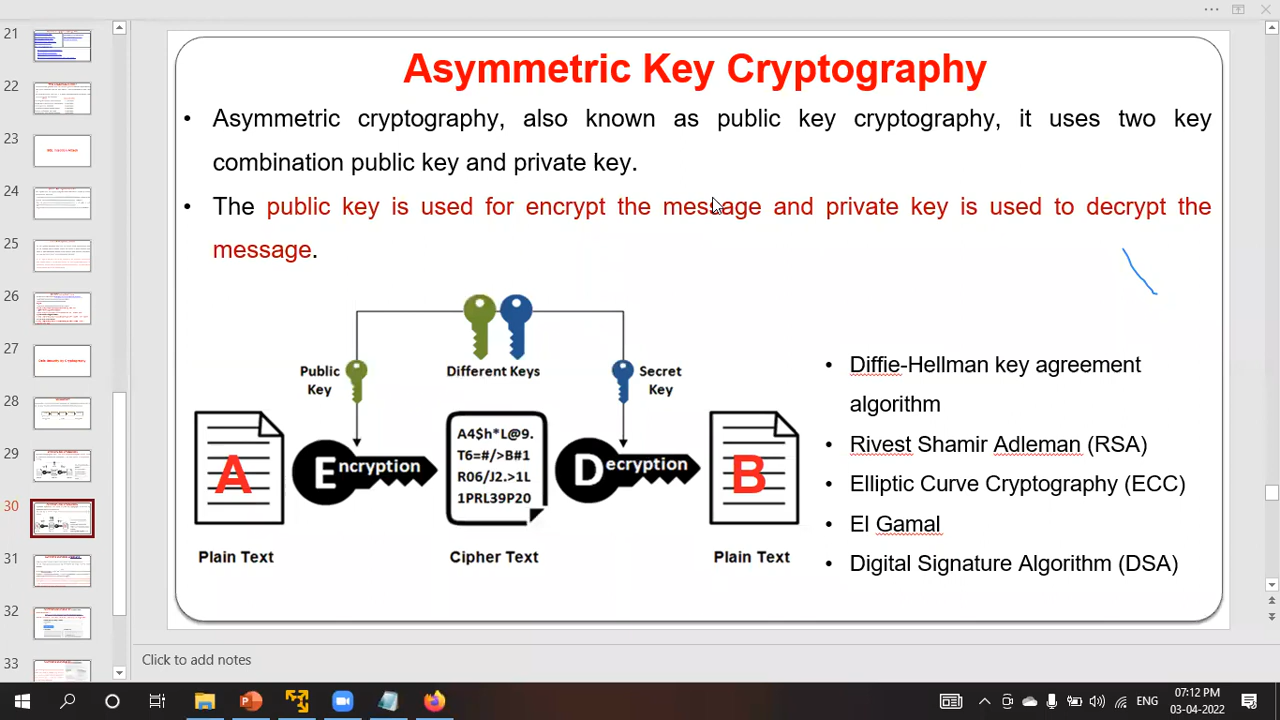 Asymmetric Key Cryptography
• Asymmetric cryptography, also known as public key cryptography, it uses two key
combination public key and private key.
• The public key is used for encrypt the message and private key is used to decrypt the
message.
Public
Key
Different Keys
Secret
Key
A
Encryption
A4$h*L@9.
T6=#/>B#1
R06/J2.>1L
1PRL39P20
Decryption
B
Plain Text
Cipher Text
Plain Text
• Diffie-Hellman key agreement
algorithm
• Rivest Shamir Adleman (RSA)
• Elliptic Curve Cryptography (ECC)
• El Gamal
• Digital Signature Algorithm (DSA)
21
22
23
24
25
26
27
28
29
30
31
32
33
Click to add notes
ENG
07:12 PM
03-04-2022